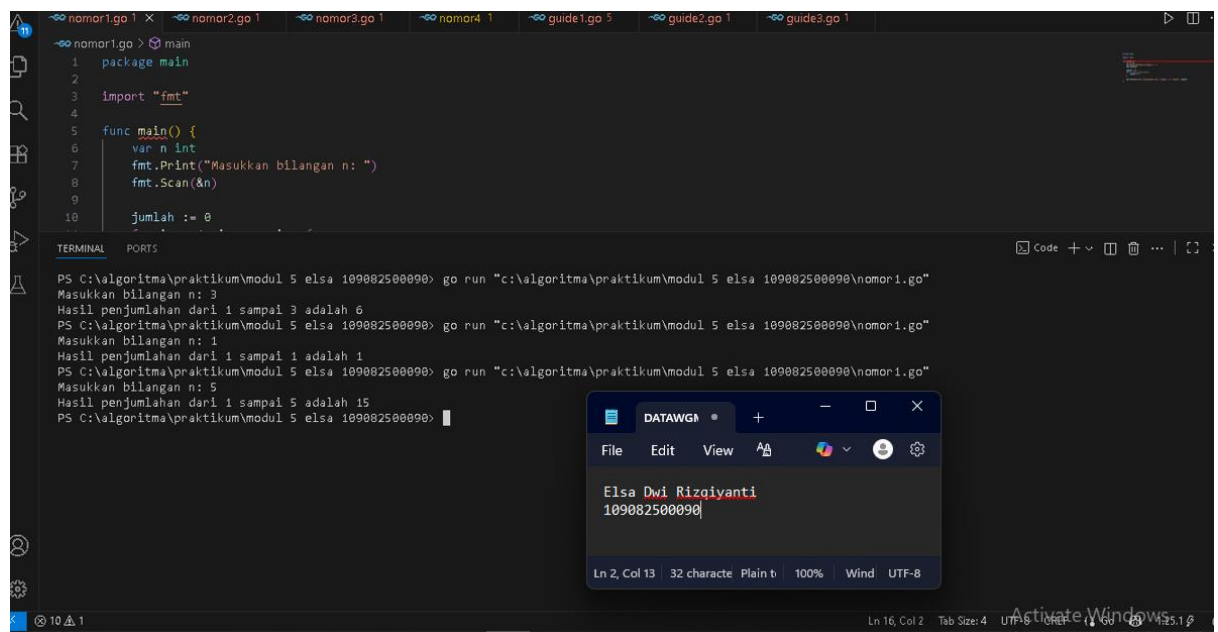 11
nomor1.go 1 nomor2.go 1 nomor3.go 1 nomor4 1 guide1.go 5 guide2.go 1 guide3.go 1
nomor1.go > main
1 package main
2
3 import "fmt"
4
5 func main() {
6 var n int
7 fmt.Print("Masukkan bilangan n: ")
8 fmt.Scan(&n)
9
10 jumlah := 0
TERMINAL PORTS
Code
PS C:\algoritma\praktikum\modul 5 elsa 109082500090> go run "c:\algoritma\praktikum\modul 5 elsa 109082500090\nomor1.go"
Masukkan bilangan n: 3
Hasil penjumlahan dari 1 sampai 3 adalah 6
PS C:\algoritma\praktikum\modul 5 elsa 109082500090> go run "c:\algoritma\praktikum\modul 5 elsa 109082500090\nomor1.go"
Masukkan bilangan n: 1
Hasil penjumlahan dari 1 sampai 1 adalah 1
PS C:\algoritma\praktikum\modul 5 elsa 109082500090> go run "c:\algoritma\praktikum\modul 5 elsa 109082500090\nomor1.go"
Masukkan bilangan n: 5
Hasil penjumlahan dari 1 sampai 5 adalah 15
PS C:\algoritma\praktikum\modul 5 elsa 109082500090>
DATAWGN
File Edit View
Elsa Dwi Rizqiyanti
109082500090
Ln 2, Col 13 32 characte Plain t 100% Wind UTF-8
10 1 Ln 16, Col 2 Tab Size: 4
Activate Windows